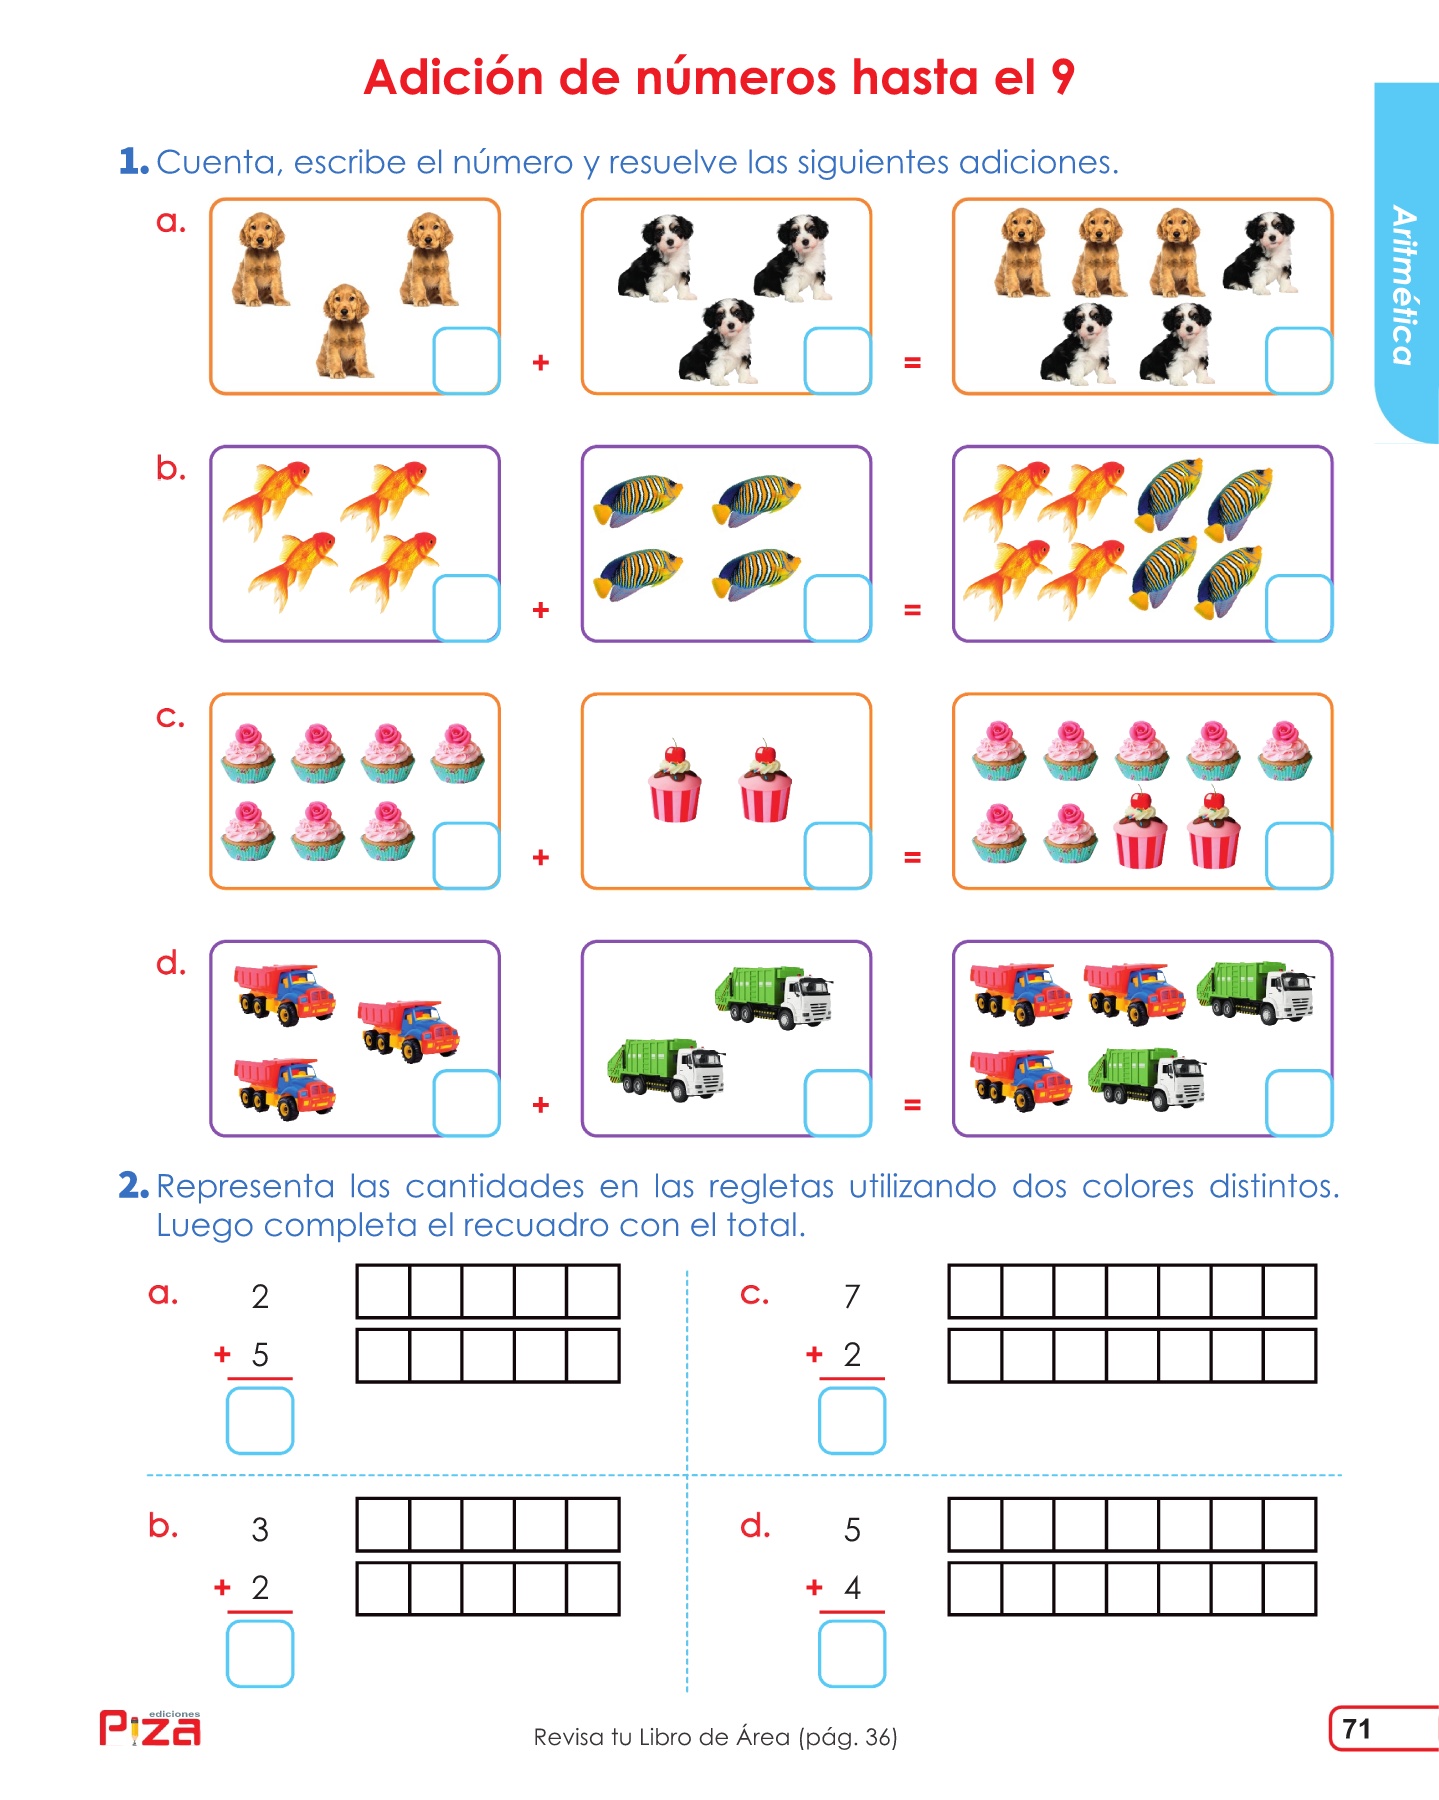 Adición de números hasta el 9
Aritmética
1. Cuenta, escribe el número y resuelve las siguientes adiciones.
a.
+
=
b.
+
=
c.
+
=
d.
+
=
2. Representa las cantidades en las regletas utilizando dos colores distintos.
Luego completa el recuadro con el total.
a. 2
+ 5
c. 7
+ 2
b. 3
+ 2
d. 5
+ 4
ediciones
Piza
Revisa tu Libro de Área (pág. 36)
71